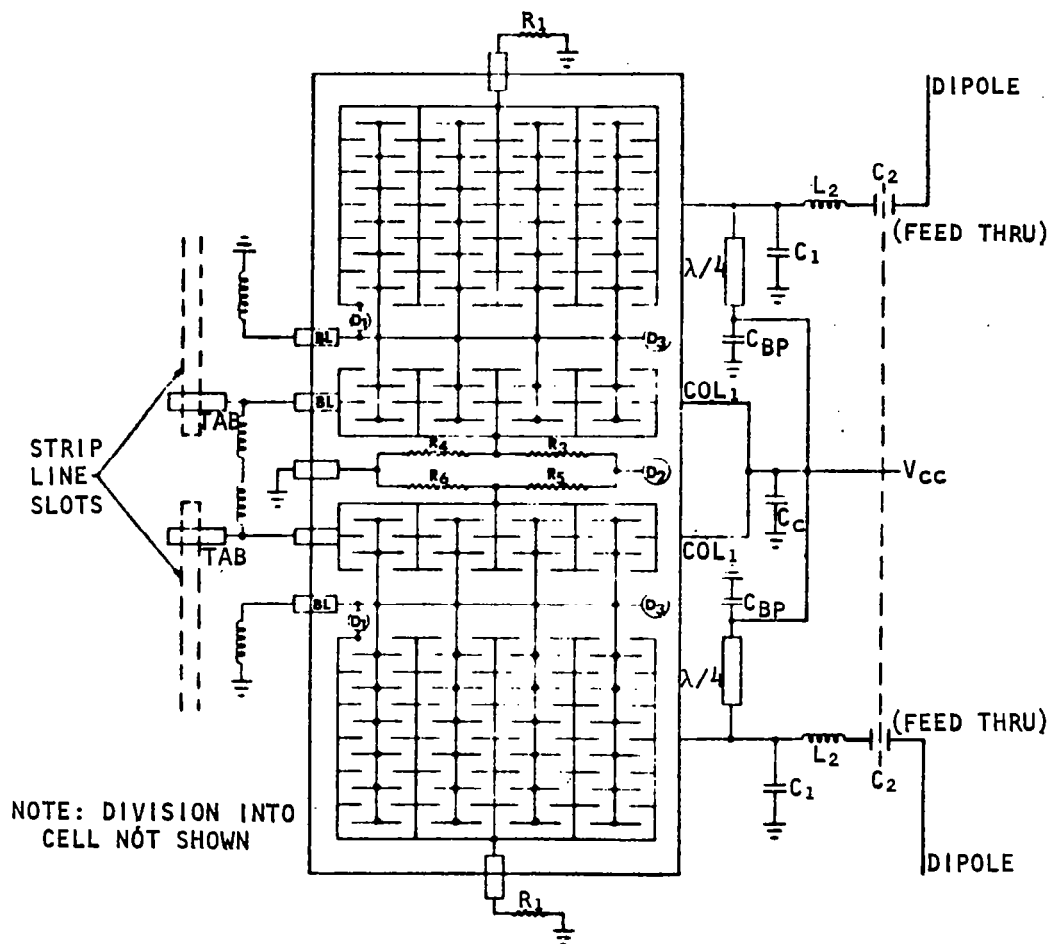 R1
DIPOLE
C2
L2
(FEED THRU)
C1
λ/4
D1
BL
D3
CBP
BL
COL1
TAB
R4
R3
STRIP
LINE
SLOTS
D2
VCC
R6
R5
CC
TAB
COL1
CBP
BL
D1
D3
λ/4
(FEED THRU)
L2
C2
C1
NOTE: DIVISION INTO
CELL NOT SHOWN
DIPOLE
R1